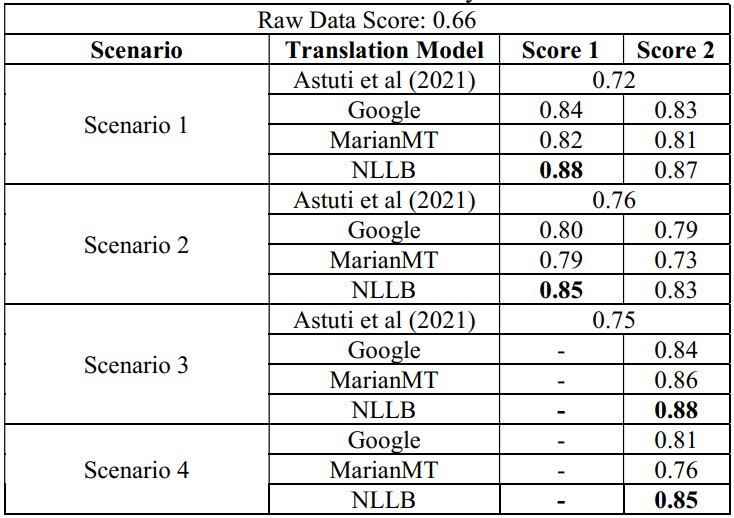 Raw Data Score: 0.66
Scenario Translation Model Score 1 Score 2
Scenario 1
Astuti et al (2021) 0.72
Google 0.84 0.83
MarianMT 0.82 0.81
NLLB 0.88 0.87
Scenario 2
Astuti et al (2021) 0.76
Google 0.80 0.79
MarianMT 0.79 0.73
NLLB 0.85 0.83
Scenario 3
Astuti et al (2021) 0.75
Google - 0.84
MarianMT - 0.86
NLLB - 0.88
Scenario 4
Google - 0.81
MarianMT - 0.76
NLLB - 0.85